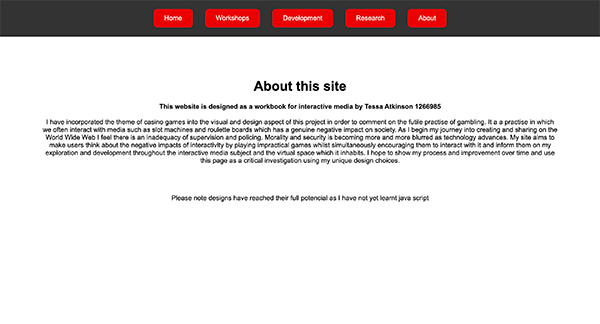 Home Workshops Development Research About
About this site
This website is designed as a workbook for interactive media by Tessa Atkinson 1266985
I have incorporated the theme of casino games into the visual and design aspect of this project in order to comment on the futile practise of gambling. It a a practise in which
we often interact with media such as slot machines and roulette boards which has a genuine negative impact on society. As I begin my journey into creating and sharing on the
World Wide Web I feel there is an inadequacy of supervision and policing. Morality and security is becoming more and more blurred as technology advances. My site aims to
make users think about the negative impacts of interactivity by playing impractical games whilst simultaneously encouraging them to interact with it and inform them on my
exploration and development throughout the interactive media subject and the virtual space which it inhabits. I hope to show my process and improvement over time and use
this page as a critical investigation using my unique design choices.
Please note designs have reached their full potencial as I have not yet learnt java script